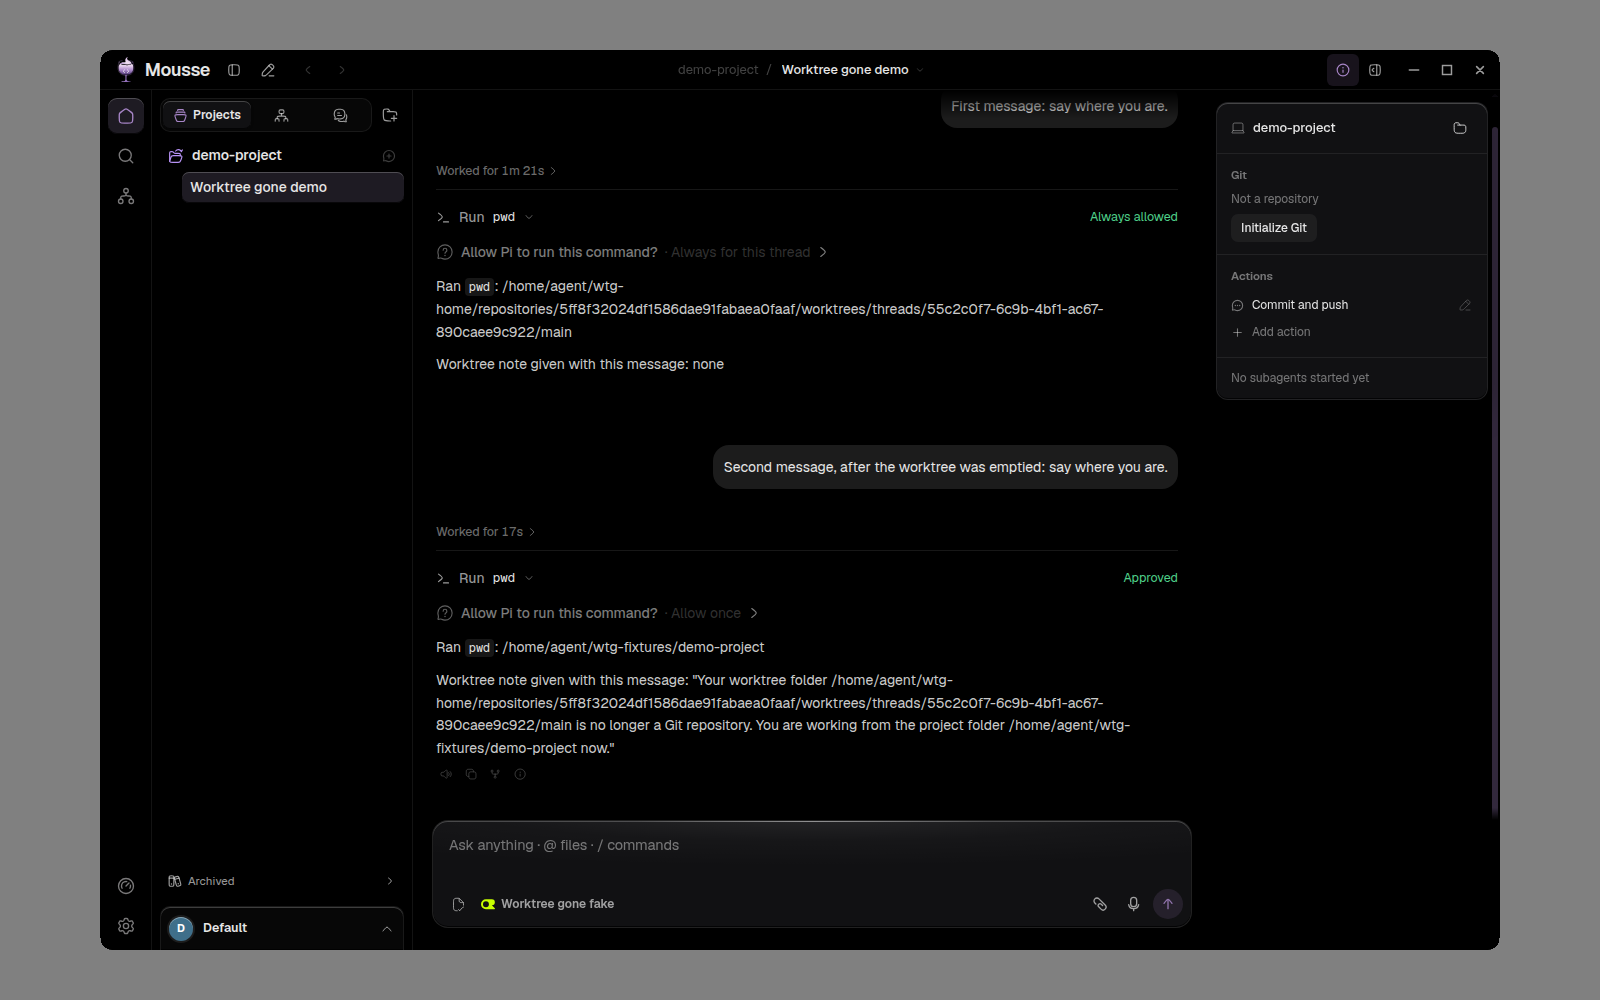 Mousse
demo-project / Worktree gone demo
Projects
demo-project
Worktree gone demo
Archived
D Default
First message: say where you are.
Worked for 1m 21s
Run pwd
Always allowed
Allow Pi to run this command? · Always for this thread
Ran pwd: /home/agent/wtg-
home/repositories/5ff8f32024df1586dae91fabaea0faaf/worktrees/threads/55c2c0f7-6c9b-4bf1-ac67-
890caee9c922/main
Worktree note given with this message: none
Second message, after the worktree was emptied: say where you are.
Worked for 17s
Run pwd
Approved
Allow Pi to run this command? · Allow once
Ran pwd: /home/agent/wtg-fixtures/demo-project
Worktree note given with this message: "Your worktree folder /home/agent/wtg-
home/repositories/5ff8f32024df1586dae91fabaea0faaf/worktrees/threads/55c2c0f7-6c9b-4bf1-ac67-
890caee9c922/main is no longer a Git repository. You are working from the project folder /home/agent/wtg-
fixtures/demo-project now."
Ask anything · @ files · / commands
Worktree gone fake
demo-project
Git
Not a repository
Initialize Git
Actions
Commit and push
Add action
No subagents started yet